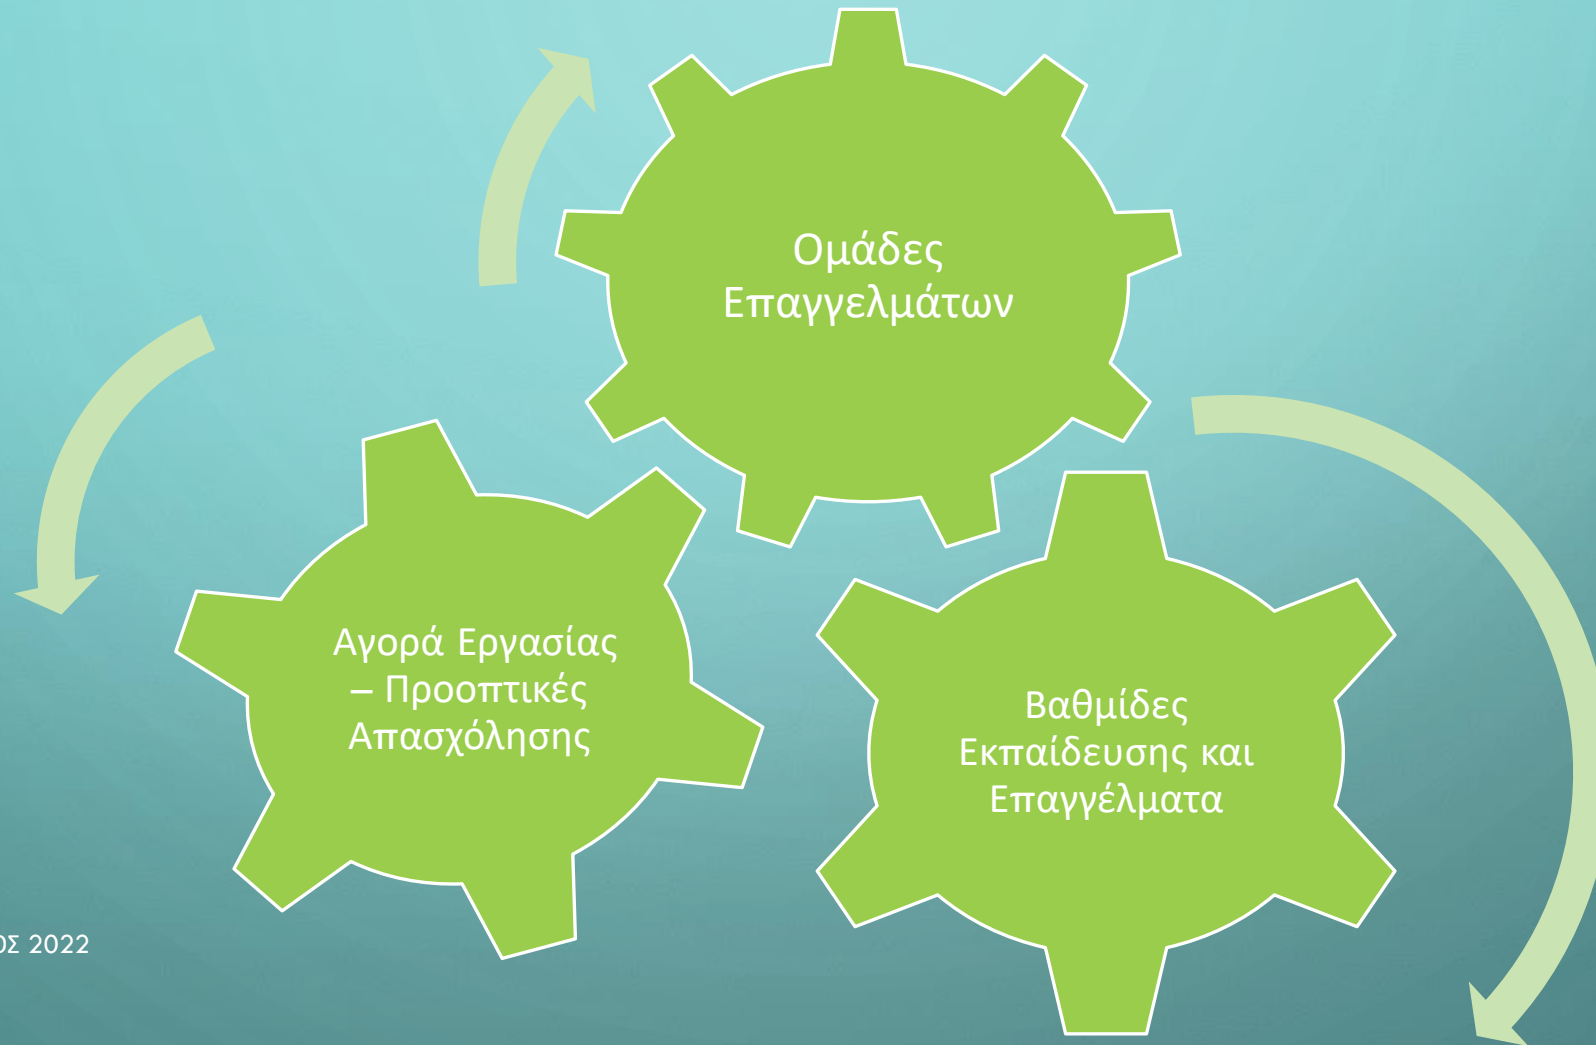 Ομάδες
Επαγγελμάτων
Αγορά Εργασίας
– Προοπτικές
Απασχόλησης
Βαθμίδες
Εκπαίδευσης και
Επαγγέλματα
2022